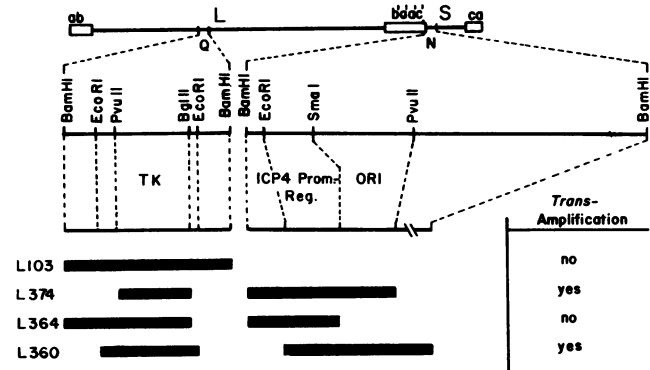 ab L b a' a' c' S ca
Q N
BamHI EcoRI PvuII BglII EcoRI BamHI BamHI EcoRI SmaI PvuII BamHI
TK ICP4 Prom.- Reg. ORI
Trans-
Amplification
L103 no
L374 yes
L364 no
L360 yes